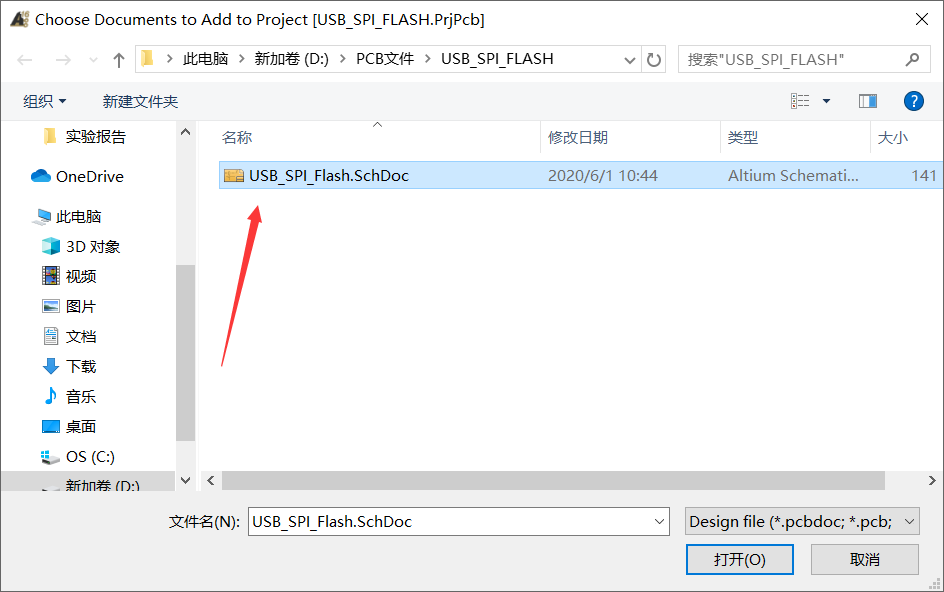 Choose Documents to Add to Project [USB_SPI_FLASH.PrjPcb]
此电脑 新加卷 (D:) PCB文件 USB_SPI_FLASH 搜索"USB_SPI_FLASH"
组织 新建文件夹 ?
实验报告
OneDrive
此电脑
3D 对象
视频
图片
文档
下载
音乐
桌面
OS (C:)
新加卷 (D:)
名称 修改日期 类型 大小
USB_SPI_Flash.SchDoc 2020/6/1 10:44 Altium Schemati... 141
文件名(N): USB_SPI_Flash.SchDoc Design file (*.pcbdoc; *.pcb;
打开(O) 取消